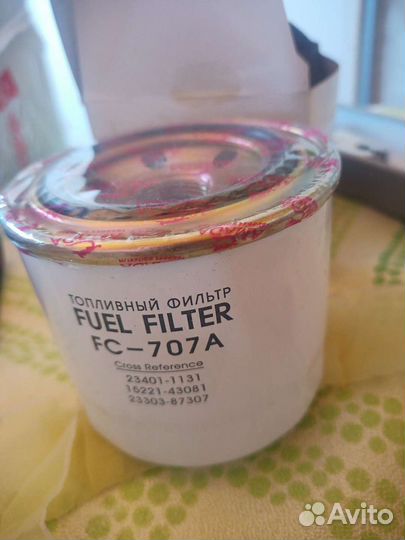 ТОПЛИВНЫЙ ФИЛЬТР
FUEL FILTER
FC-707A
Cross Reference
23401-1131
16221-43081
23303-87307
Avito